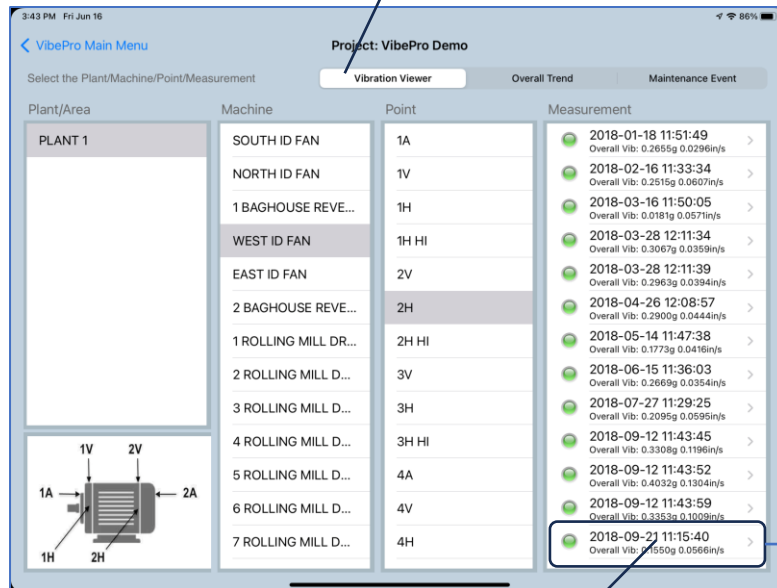 3:43 PM Fri Jun 16
86%
VibePro Main Menu
Project: VibePro Demo
Select the Plant/Machine/Point/Measurement
Vibration Viewer
Overall Trend
Maintenance Event
Plant/Area
Machine
Point
Measurement
PLANT 1
SOUTH ID FAN
NORTH ID FAN
1 BAGHOUSE REVE...
WEST ID FAN
EAST ID FAN
2 BAGHOUSE REVE...
1 ROLLING MILL DR...
2 ROLLING MILL D...
3 ROLLING MILL D...
4 ROLLING MILL D...
5 ROLLING MILL D...
6 ROLLING MILL D...
7 ROLLING MILL D...
1A
1V
1H
1H HI
2V
2H
2H HI
3V
3H
3H HI
4A
4V
4H
2018-01-18 11:51:49
Overall Vib: 0.2655g 0.0296in/s
2018-02-16 11:33:34
Overall Vib: 0.2515g 0.0607in/s
2018-03-16 11:50:05
Overall Vib: 0.0181g 0.0571in/s
2018-03-28 12:11:34
Overall Vib: 0.3067g 0.0359in/s
2018-03-28 12:11:39
Overall Vib: 0.2963g 0.0394in/s
2018-04-26 12:08:57
Overall Vib: 0.2900g 0.0444in/s
2018-05-14 11:47:38
Overall Vib: 0.1773g 0.0416in/s
2018-06-15 11:36:03
Overall Vib: 0.2669g 0.0354in/s
2018-07-27 11:29:25
Overall Vib: 0.2095g 0.0595in/s
2018-09-12 11:43:45
Overall Vib: 0.3308g 0.1196in/s
2018-09-12 11:43:52
Overall Vib: 0.4032g 0.1304in/s
2018-09-12 11:43:59
Overall Vib: 0.3353g 0.1009in/s
2018-09-21 11:15:40
Overall Vib: 0.1550g 0.0566in/s
1V 2V
1A 2A
1H 2H